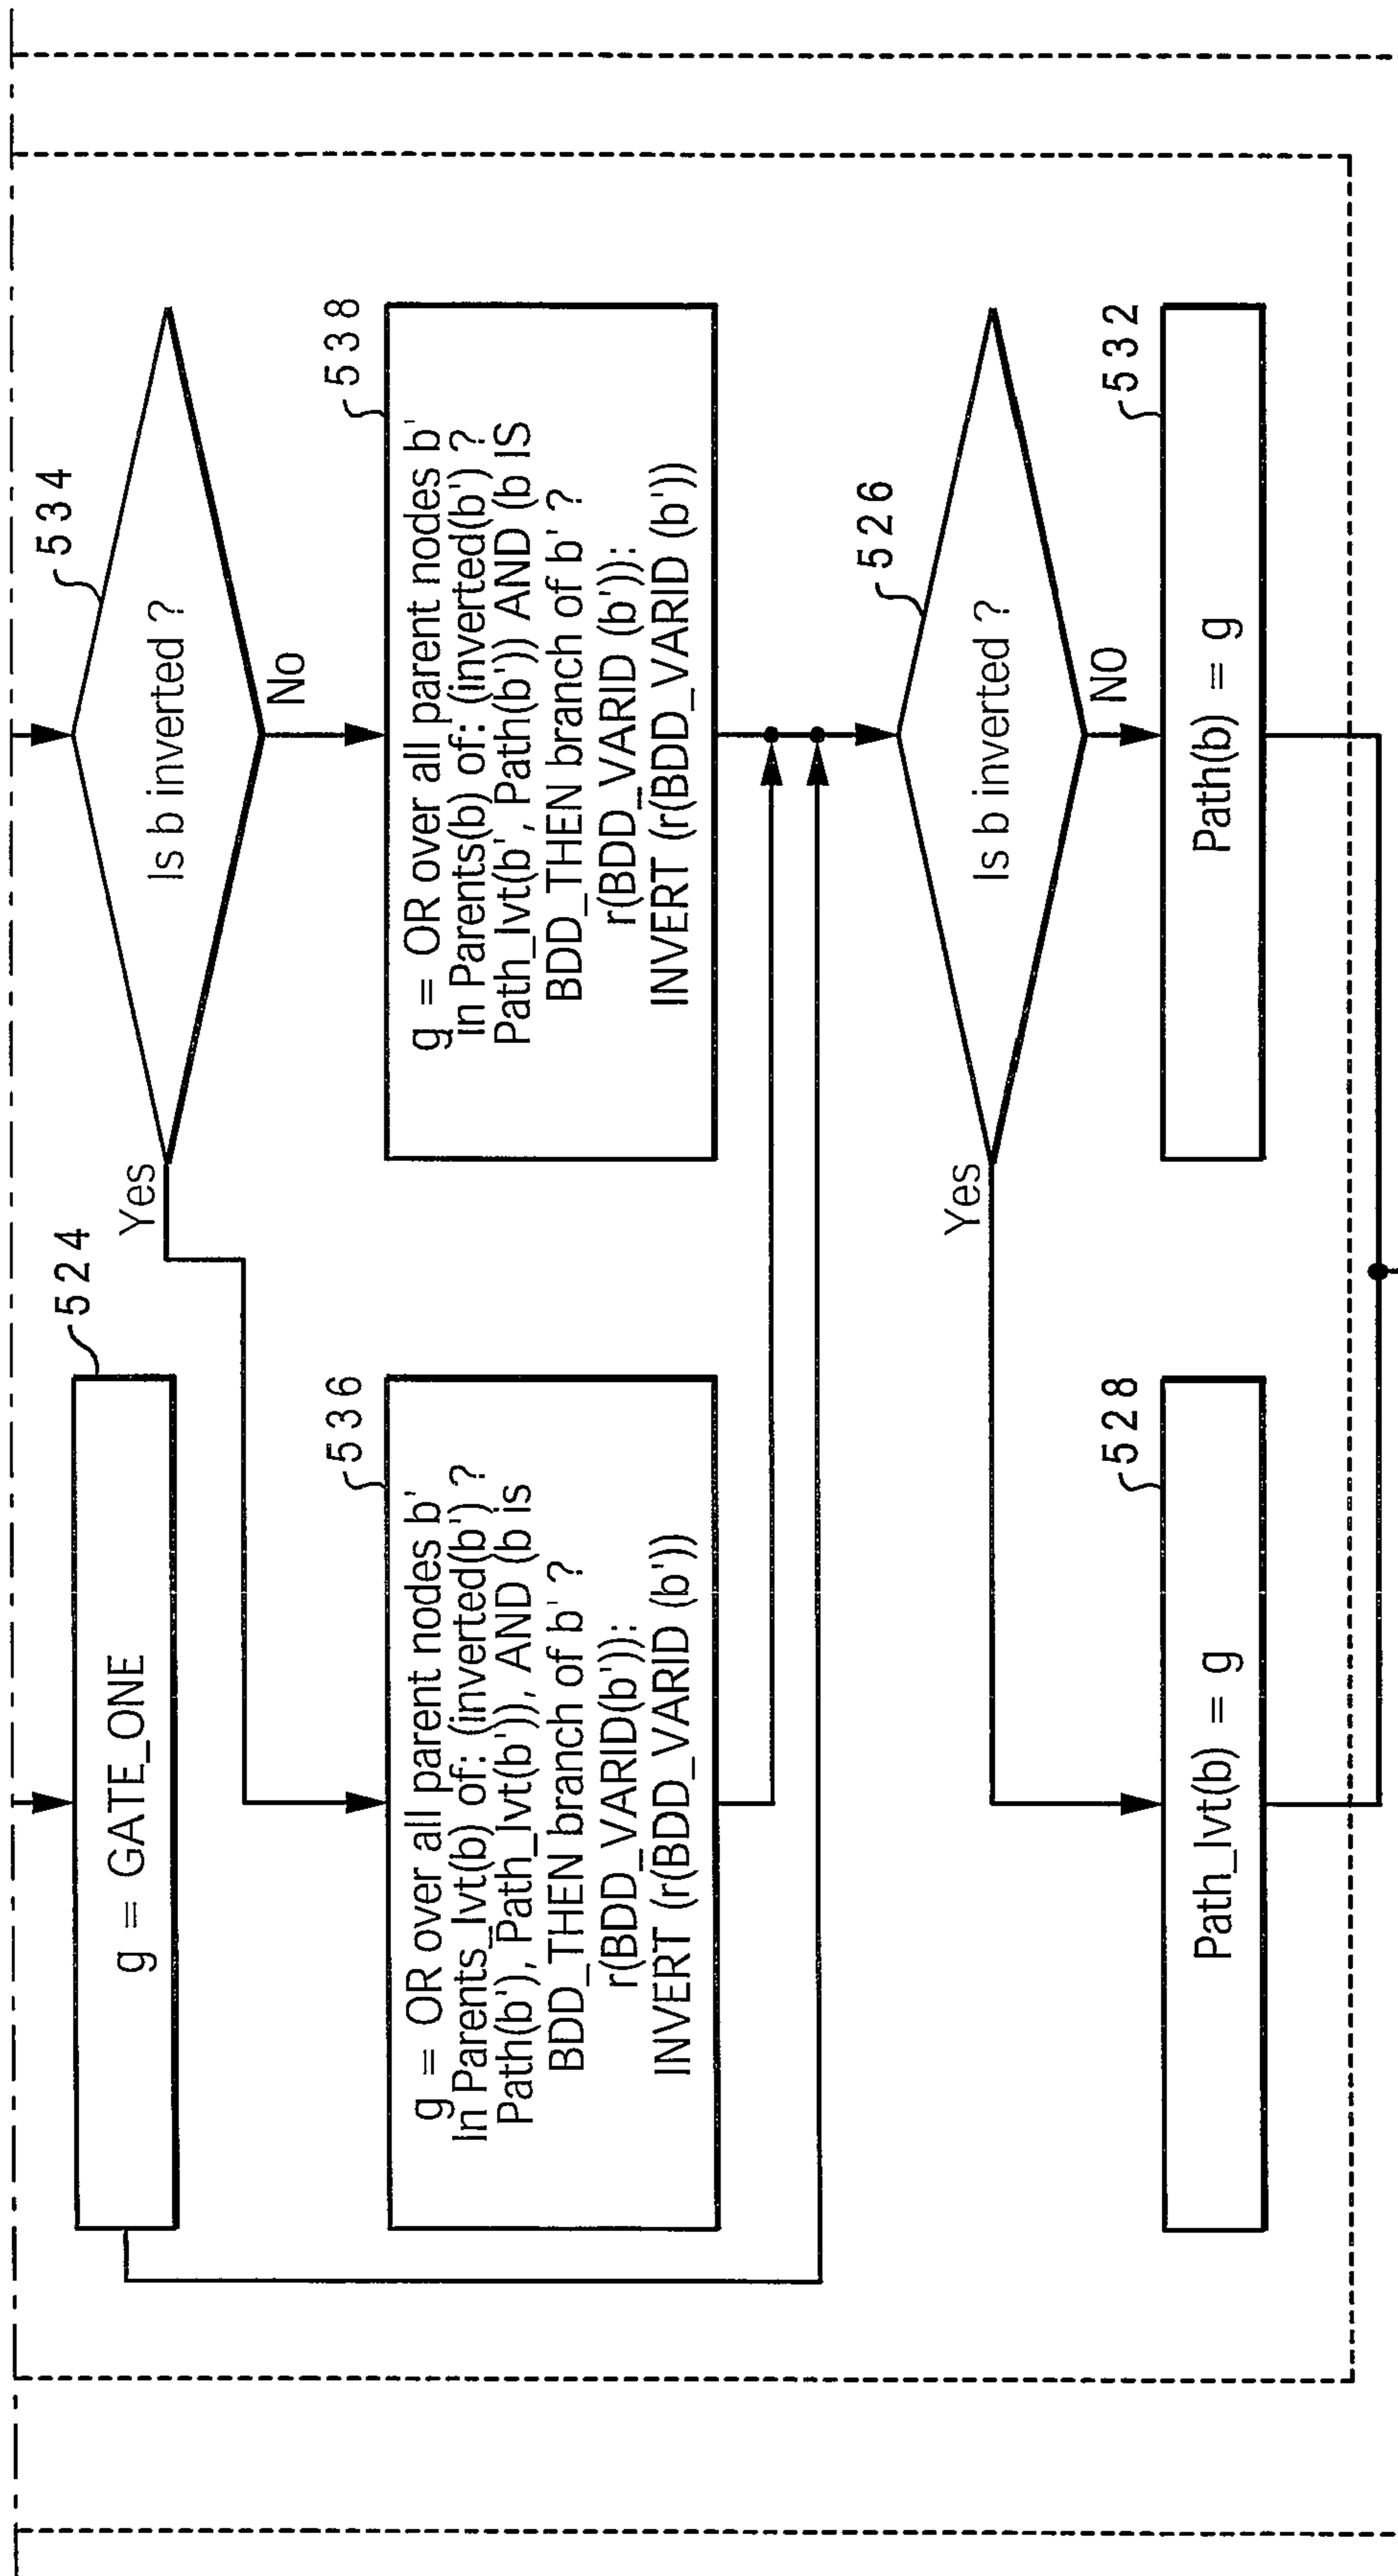 524
g = GATE_ONE
534
Is b inverted ?
Yes
No
536
g = OR over all parent nodes b'
in Parents_Ivt(b) of: (inverted(b') ?
Path(b'), Path_Ivt(b')), AND (b is
BDD_THEN branch of b' ?
r(BDD_VARID(b')):
INVERT (r(BDD_VARID (b'))
538
g = OR over all parent nodes b'
in Parents(b) of: (inverted(b') ?
Path_Ivt(b', Path(b')) AND (b IS
BDD_THEN branch of b' ?
r(BDD_VARID (b')):
INVERT (r(BDD_VARID (b'))
526
Is b inverted ?
Yes
NO
528
Path_Ivt(b) = g
532
Path(b) = g